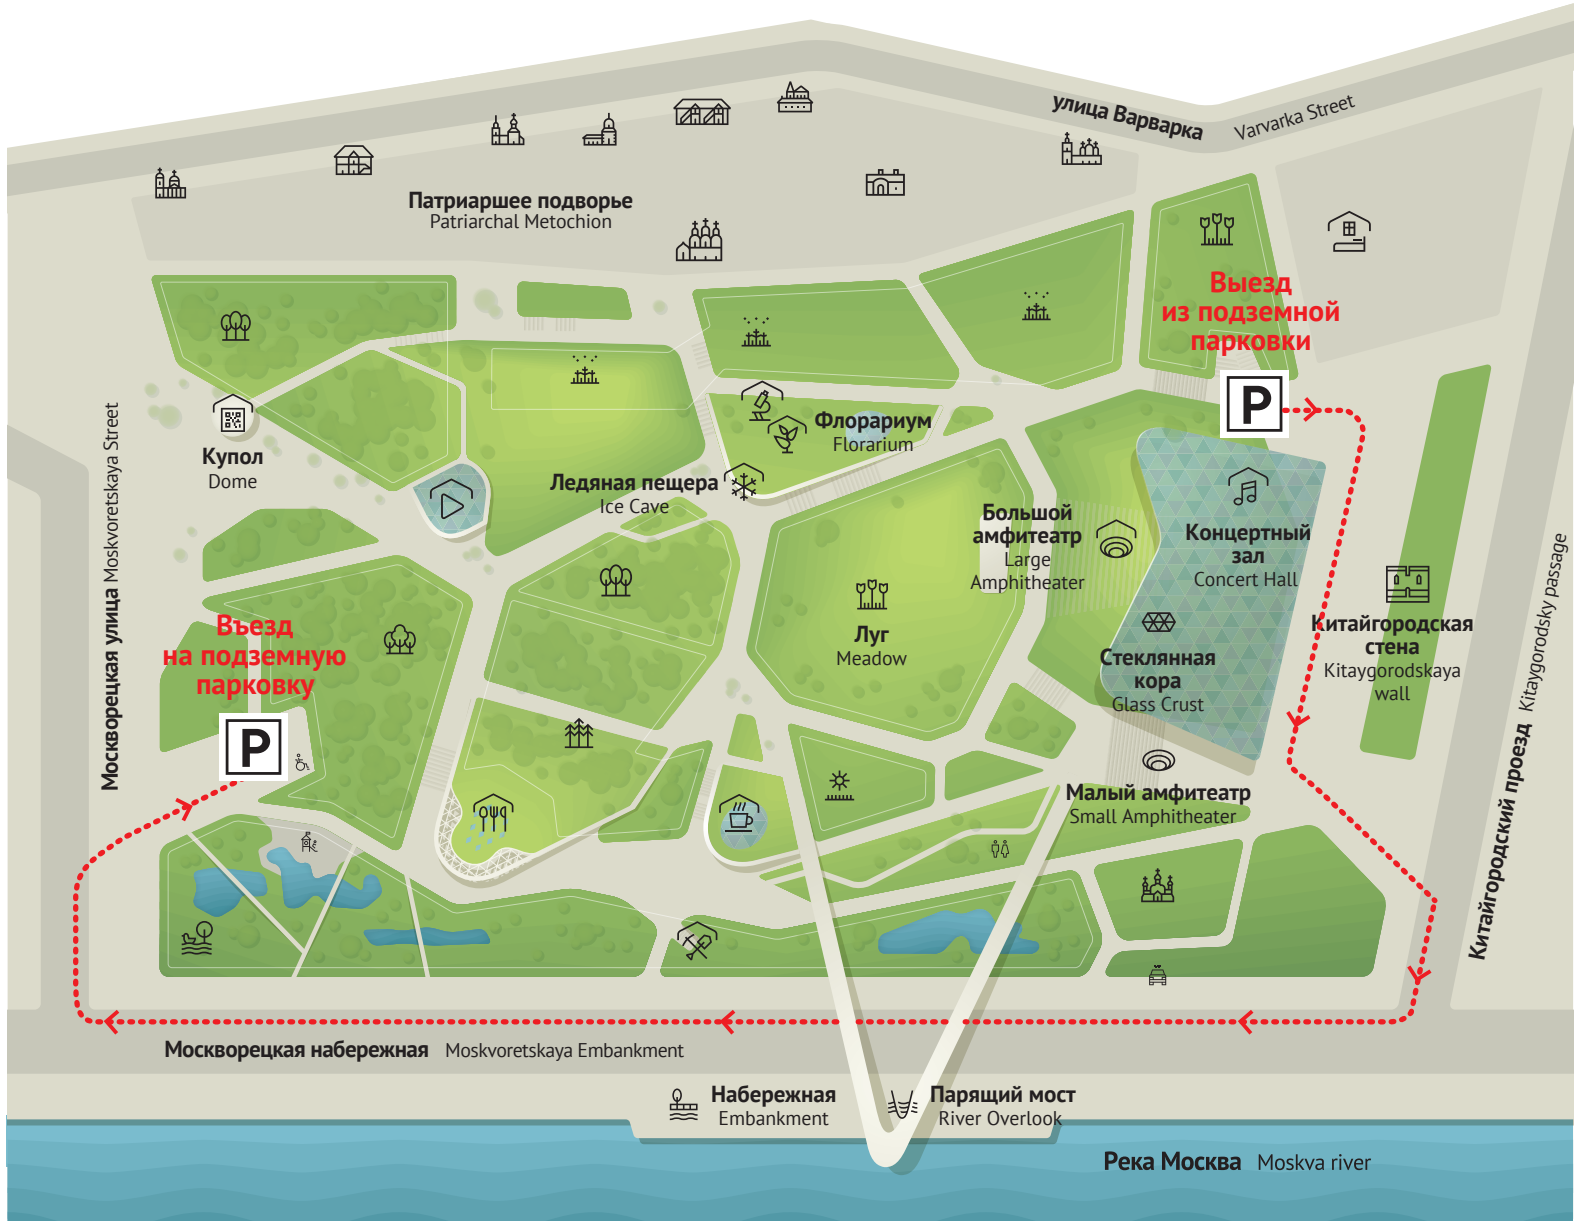 улица Варварка Varvarka Street
Патриаршее подворье
Patriarchal Metochion
Выезд
из подземной
парковки
P
Купол
Dome
Флорариум
Florarium
Ледяная пещера
Ice Cave
Большой
амфитеатр
Large
Amphitheater
Концертный
зал
Concert Hall
Москворецкая улица Moskvoretskaya Street
Въезд
на подземную
парковку
P
Луг
Meadow
Стеклянная
кора
Glass Crust
Китайгородская
стена
Kitaygorodskaya
wall
Китайгородский проезд Kitaygorodsky passage
Малый амфитеатр
Small Amphitheater
Москворецкая набережная Moskvoretskaya Embankment
Набережная
Embankment
Парящий мост
River Overlook
Река Москва Moskva river